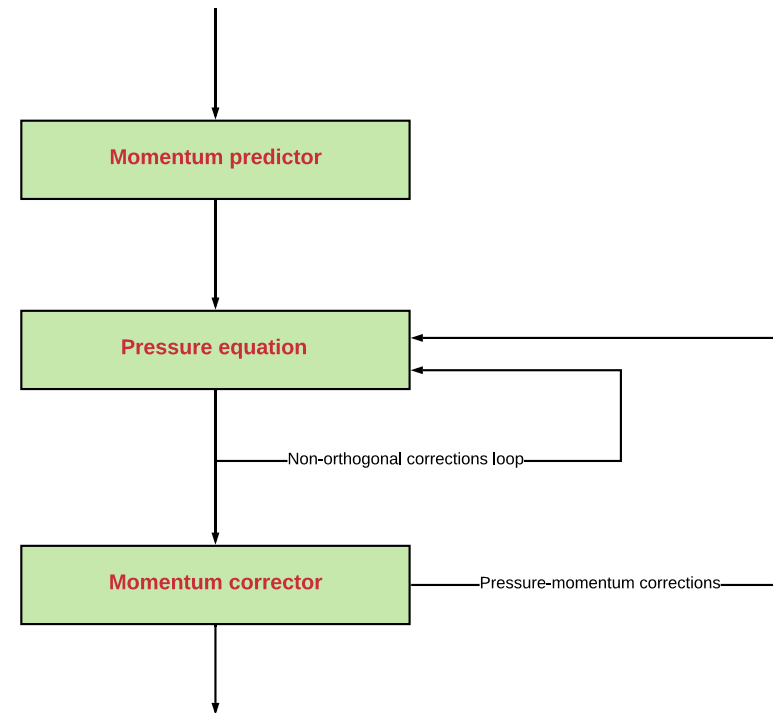 Momentum predictor
Pressure equation
Non-orthogonal corrections loop
Momentum corrector
Pressure-momentum corrections